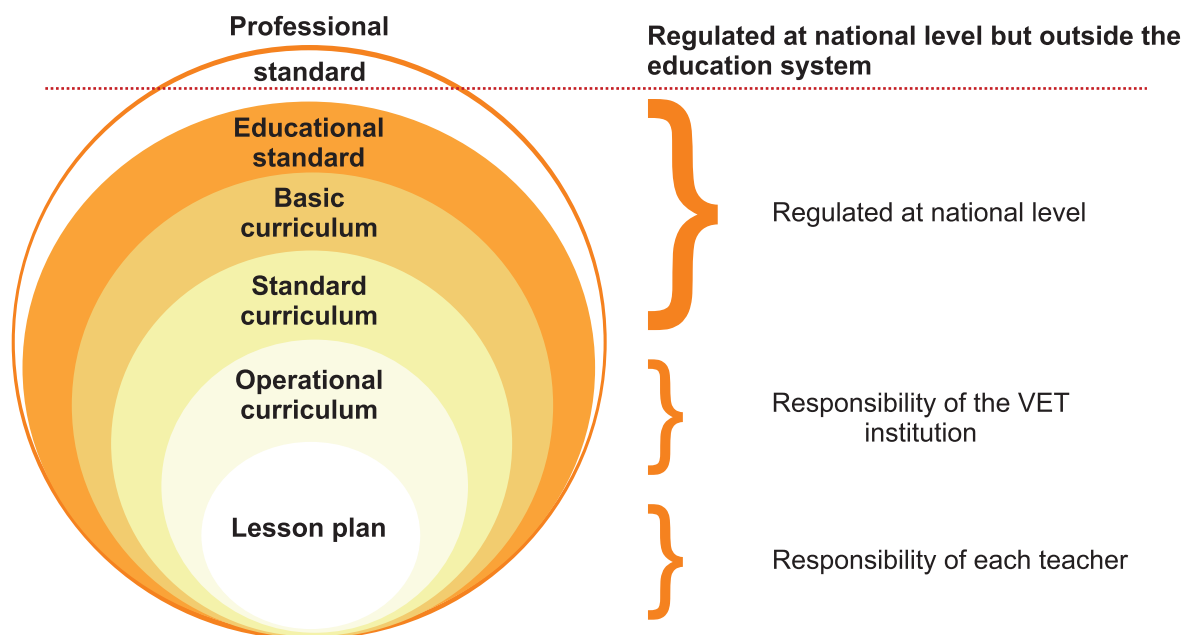 Professional
standard
Regulated at national level but outside the
education system
Educational
standard
Basic
curriculum
Regulated at national level
Standard
curriculum
Operational
curriculum
Responsibility of the VET
institution
Lesson plan
Responsibility of each teacher